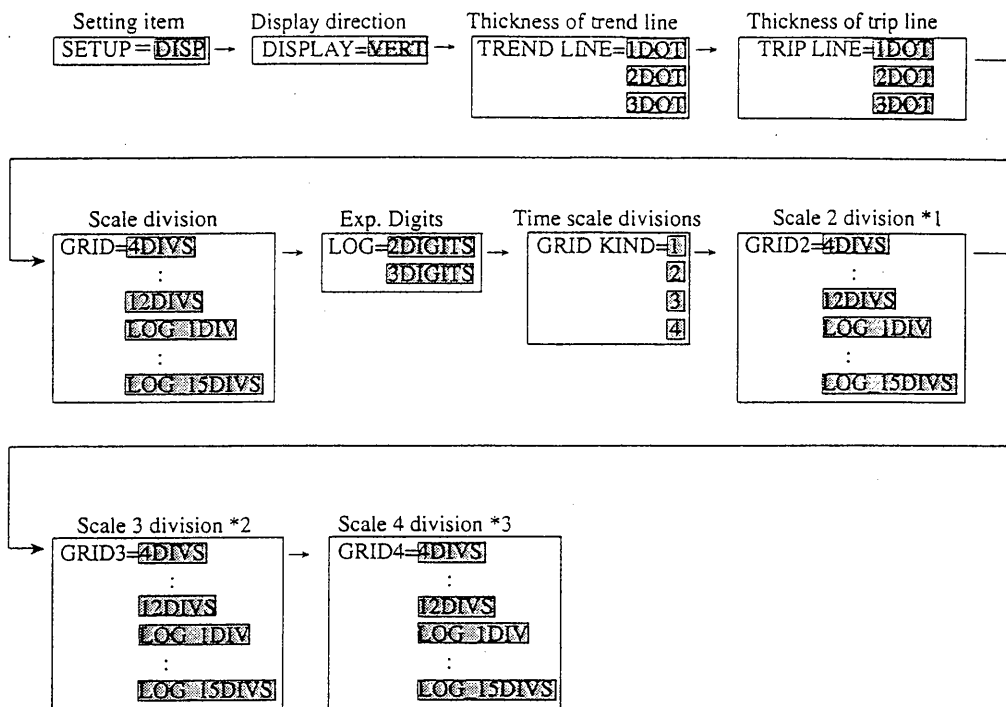 Setting item
SETUP=DISP
Display direction
DISPLAY=VERT
Thickness of trend line
TREND LINE=1DOT
2DOT
3DOT
Thickness of trip line
TRIP LINE=1DOT
2DOT
3DOT
Scale division
GRID=4DIVS
:
12DIVS
LOG 1DIV
:
LOG 15DIVS
Exp. Digits
LOG=2DIGITS
3DIGITS
Time scale divisions
GRID KIND=1
2
3
4
Scale 2 division *1
GRID2=4DIVS
:
12DIVS
LOG 1DIV
:
LOG 15DIVS
Scale 3 division *2
GRID3=4DIVS
:
12DIVS
LOG 1DIV
:
LOG 15DIVS
Scale 4 division *3
GRID4=4DIVS
:
12DIVS
LOG 1DIV
:
LOG 15DIVS